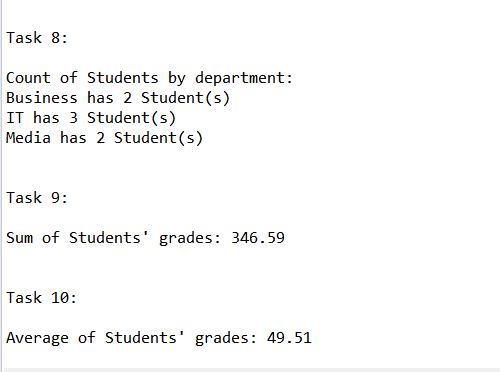 Task 8:
Count of Students by department:
Business has 2 Student(s)
IT has 3 Student(s)
Media has 2 Student(s)
Task 9:
Sum of Students' grades: 346.59
Task 10:
Average of Students' grades: 49.51